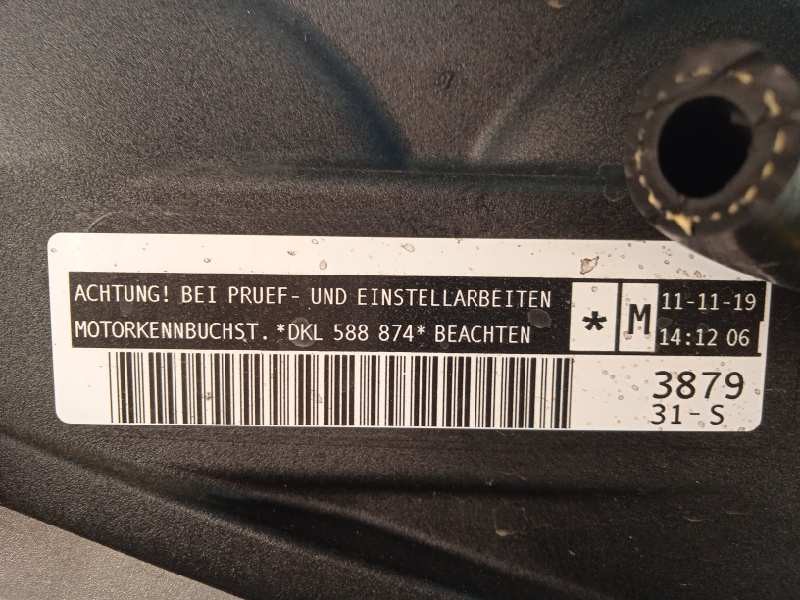 ACHTUNG! BEI PRUEF- UND EINSTELLARBEITEN
MOTORKENNBUCHST. *DKL 588 874* BEACHTEN
* M
11-11-19
14:12 06
3879
31-S